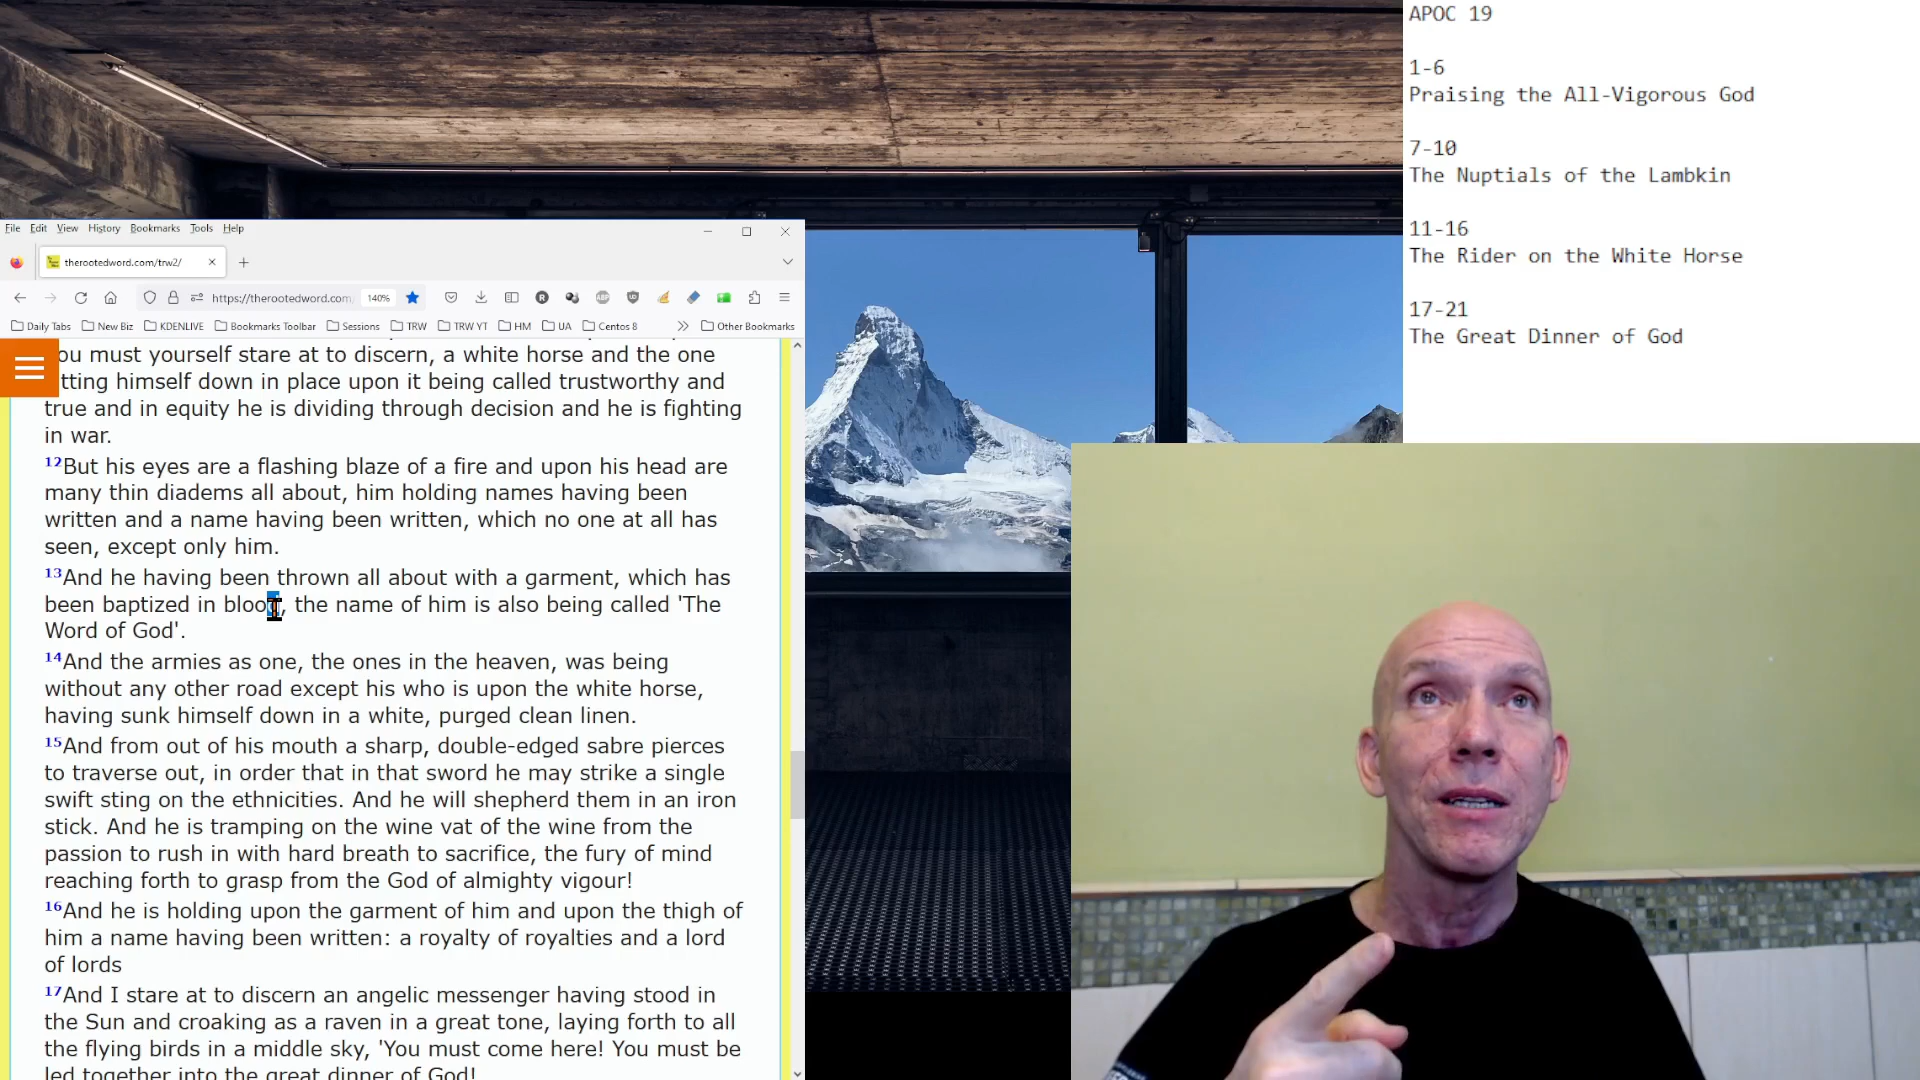 APOC 19
1-6
Praising the All-Vigorous God
7-10
The Nuptials of the Lambkin
11-16
The Rider on the White Horse
17-21
The Great Dinner of God
File Edit View History Bookmarks Tools Help
therootedword.com/trw2/
https://therootedword.com 140%
Daily Tabs New Biz KDENLIVE Bookmarks Toolbar Sessions TRW TRW YT HM UA Centos 8 Other Bookmarks
you must yourself stare at to discern, a white horse and the one
itting himself down in place upon it being called trustworthy and
true and in equity he is dividing through decision and he is fighting
in war.
12But his eyes are a flashing blaze of a fire and upon his head are
many thin diadems all about, him holding names having been
written and a name having been written, which no one at all has
seen, except only him.
13And he having been thrown all about with a garment, which has
been baptized in blood, the name of him is also being called 'The
Word of God'.
14And the armies as one, the ones in the heaven, was being
without any other road except his who is upon the white horse,
having sunk himself down in a white, purged clean linen.
15And from out of his mouth a sharp, double-edged sabre pierces
to traverse out, in order that in that sword he may strike a single
swift sting on the ethnicities. And he will shepherd them in an iron
stick. And he is tramping on the wine vat of the wine from the
passion to rush in with hard breath to sacrifice, the fury of mind
reaching forth to grasp from the God of almighty vigour!
16And he is holding upon the garment of him and upon the thigh of
him a name having been written: a royalty of royalties and a lord
of lords
17And I stare at to discern an angelic messenger having stood in
the Sun and croaking as a raven in a great tone, laying forth to all
the flying birds in a middle sky, 'You must come here! You must be
led together into the great dinner of God!